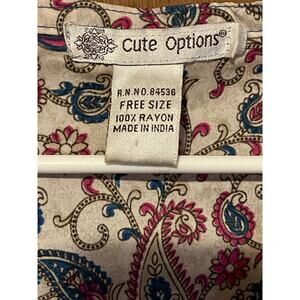 Cute Options®
R.N.NO.84536
FREE SIZE
100% RAYON
MADE IN INDIA